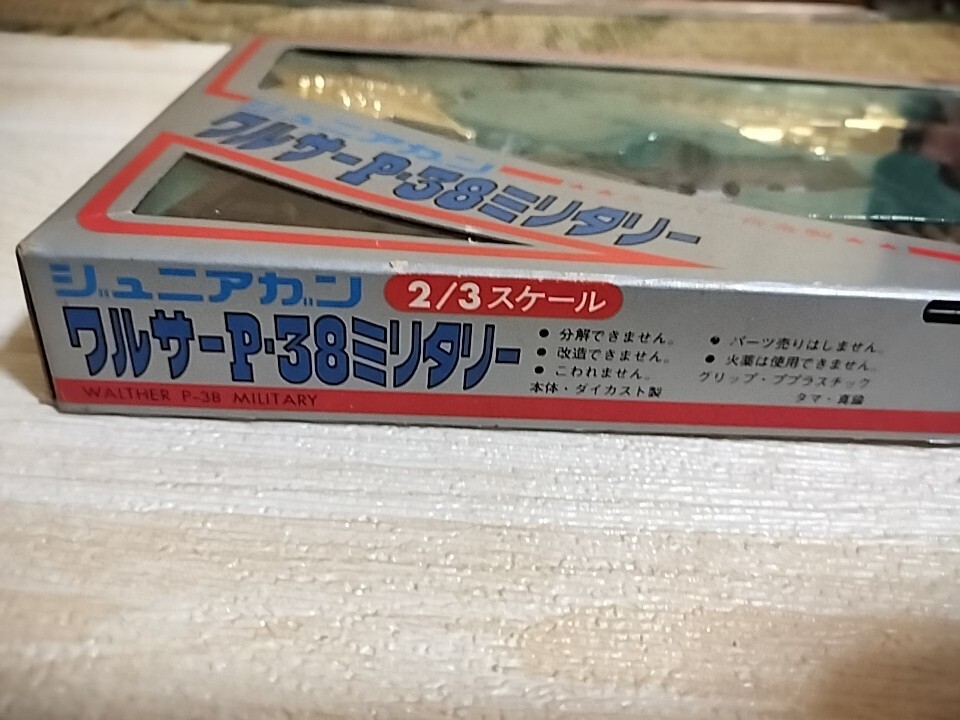 ジュニアガン
ワルサーP-38ミリタリー
ジュニアガン
2/3スケール
ワルサーP-38ミリタリー
WALTHER P-38 MILITARY
● 分解できません。
● 改造できません。
● こわれません。
本体・ダイカスト製
● パーツ売りはしません。
● 火薬は使用できません。
グリップ・ププラスチック
タマ・真鍮